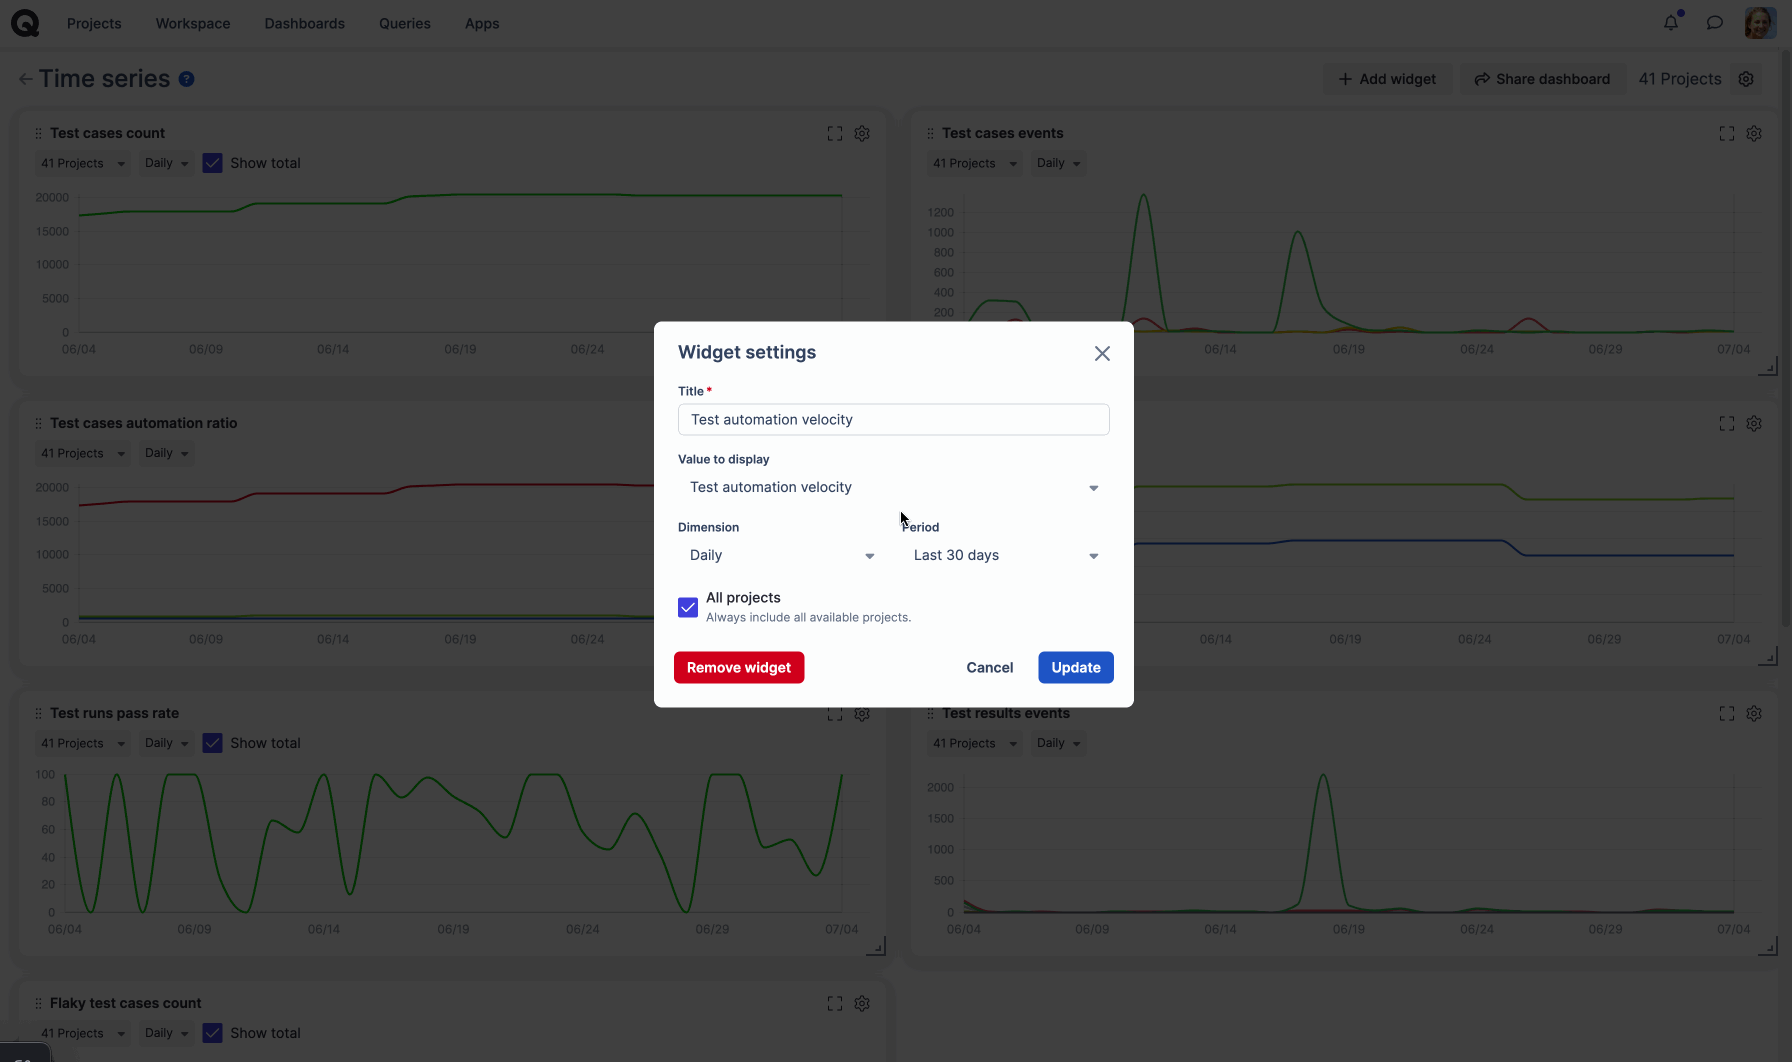 Projects Workspace Dashboards Queries Apps
Time series ?
Add widget Share dashboard 41 Projects
Test cases count
41 Projects Daily Show total
20000
15000
10000
5000
0
06/04 06/09 06/14 06/19 06/24
Test cases events
41 Projects Daily
1200
1000
800
600
400
200
06/14 06/19 06/24 06/29 07/04
Widget settings
Title *
Test automation velocity
Value to display
Test automation velocity
Dimension Period
Daily Last 30 days
All projects
Always include all available projects.
Remove widget Cancel Update
Test cases automation ratio
41 Projects Daily
20000
15000
10000
5000
0
06/04 06/09 06/14 06/19 06/24
06/14 06/19 06/24 06/29 07/04
Test runs pass rate
41 Projects Daily Show total
100
80
60
40
20
0
06/04 06/09 06/14 06/19 06/24 06/29 07/04
Test results events
41 Projects Daily
2000
1500
1000
500
0
06/04 06/09 06/14 06/19 06/24 06/29 07/04
Flaky test cases count
41 Projects Daily Show total